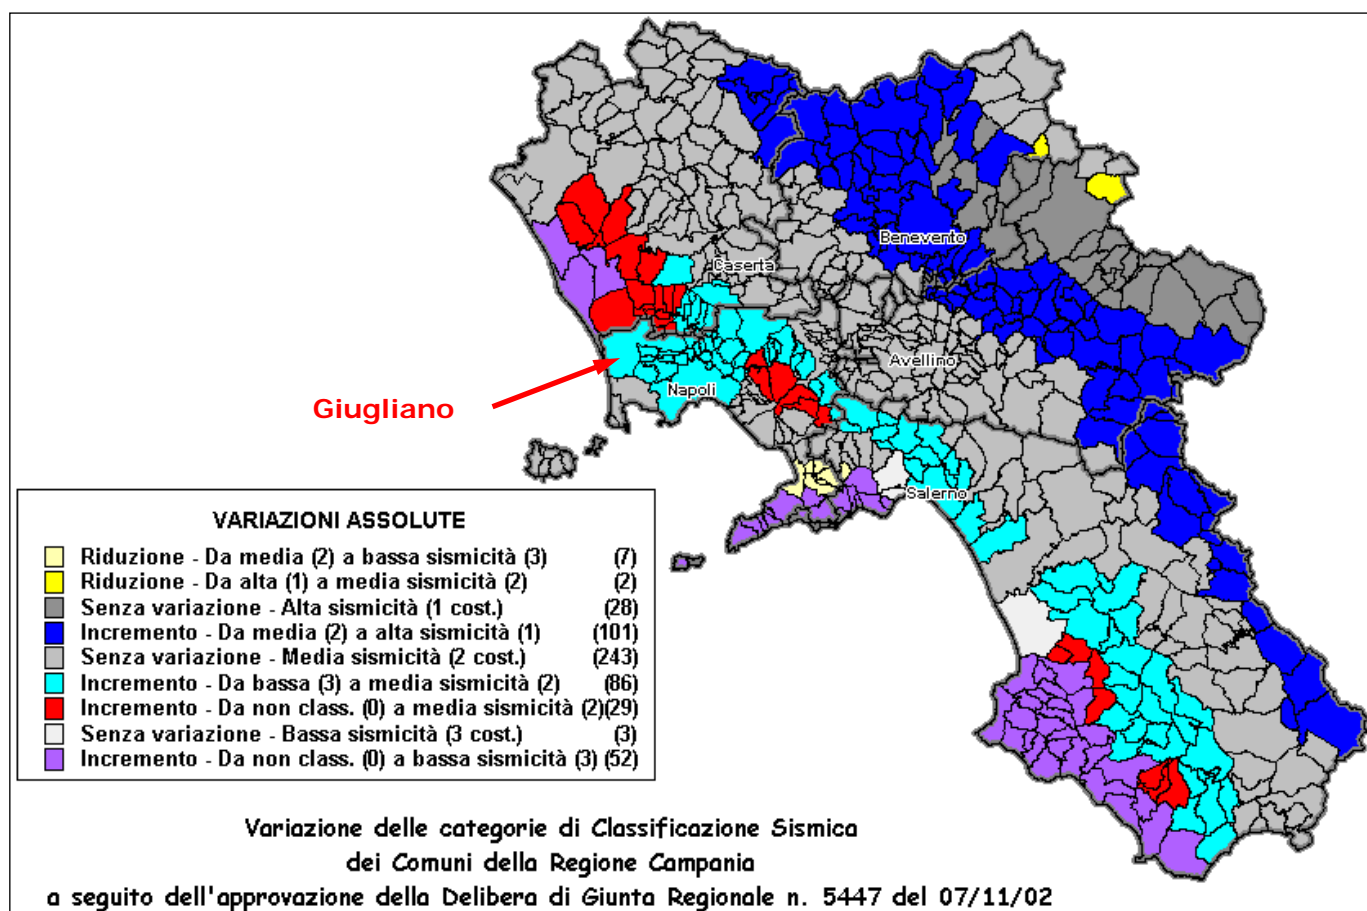 Benevento
Caserta
Avellino
Napoli
Giugliano
Salerno
VARIAZIONI ASSOLUTE
Riduzione - Da media (2) a bassa sismicità (3) (7)
Riduzione - Da alta (1) a media sismicità (2) (2)
Senza variazione - Alta sismicità (1 cost.) (28)
Incremento - Da media (2) a alta sismicità (1) (101)
Senza variazione - Media sismicità (2 cost.) (243)
Incremento - Da bassa (3) a media sismicità (2) (86)
Incremento - Da non class. (0) a media sismicità (2)(29)
Senza variazione - Bassa sismicità (3 cost.) (3)
Incremento - Da non class. (0) a bassa sismicità (3) (52)
Variazione delle categorie di Classificazione Sismica
dei Comuni della Regione Campania
a seguito dell'approvazione della Delibera di Giunta Regionale n. 5447 del 07/11/02